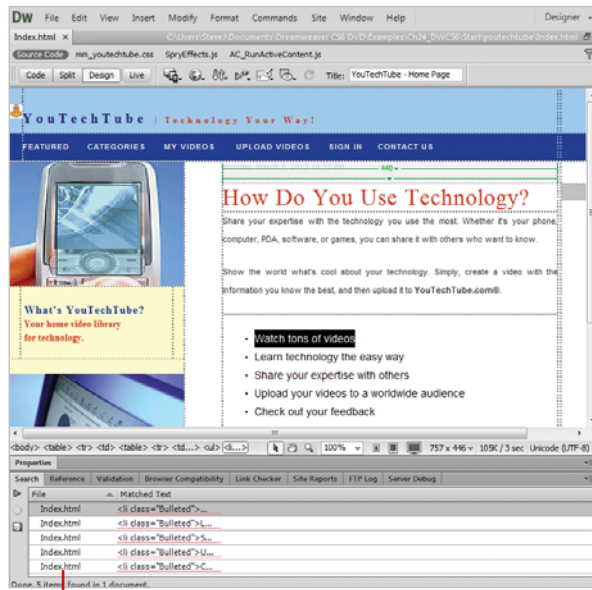 DW File Edit View Insert Modify Format Commands Site Window Help Designer
Index.html × C:\Users\SteveJ\Documents\Dreamweaver CS6 DVD\Examples\Ch24_DWCS6\Start\youtechtube\Index.html
Source Code mm_youtechtube.css SpryEffects.js AC_RunActiveContent.js
Code Split Design Live Title: YouTechTube - Home Page
YouTechTube | Technology Your Way!
FEATURED CATEGORIES MY VIDEOS UPLOAD VIDEOS SIGN IN CONTACT US
440
How Do You Use Technology?
Share your expertise with the technology you use the most. Whether it's your phone,
computer, PDA, software, or games, you can share it with others who want to know.
Show the world what's cool about your technology. Simply, create a video with the
information you know the best, and then upload it to YouTechTube.com®.
What's YouTechTube?
Your home video library
for technology.
• Watch tons of videos
• Learn technology the easy way
• Share your expertise with others
• Upload your videos to a worldwide audience
• Check out your feedback
<body> <table> <tr> <td> <table> <tr> <td...> <ul> <li...> 100% 757 x 446 105K / 3 sec Unicode (UTF-8)
Properties
Search Reference Validation Browser Compatibility Link Checker Site Reports FTP Log Server Debug
File Matched Text
Index.html <li class="Bulleted">...
Index.html <li class="Bulleted">L...
Index.html <li class="Bulleted">S...
Index.html <li class="Bulleted">U...
Index.html <li class="Bulleted">C...
Done. 5 items found in 1 document.